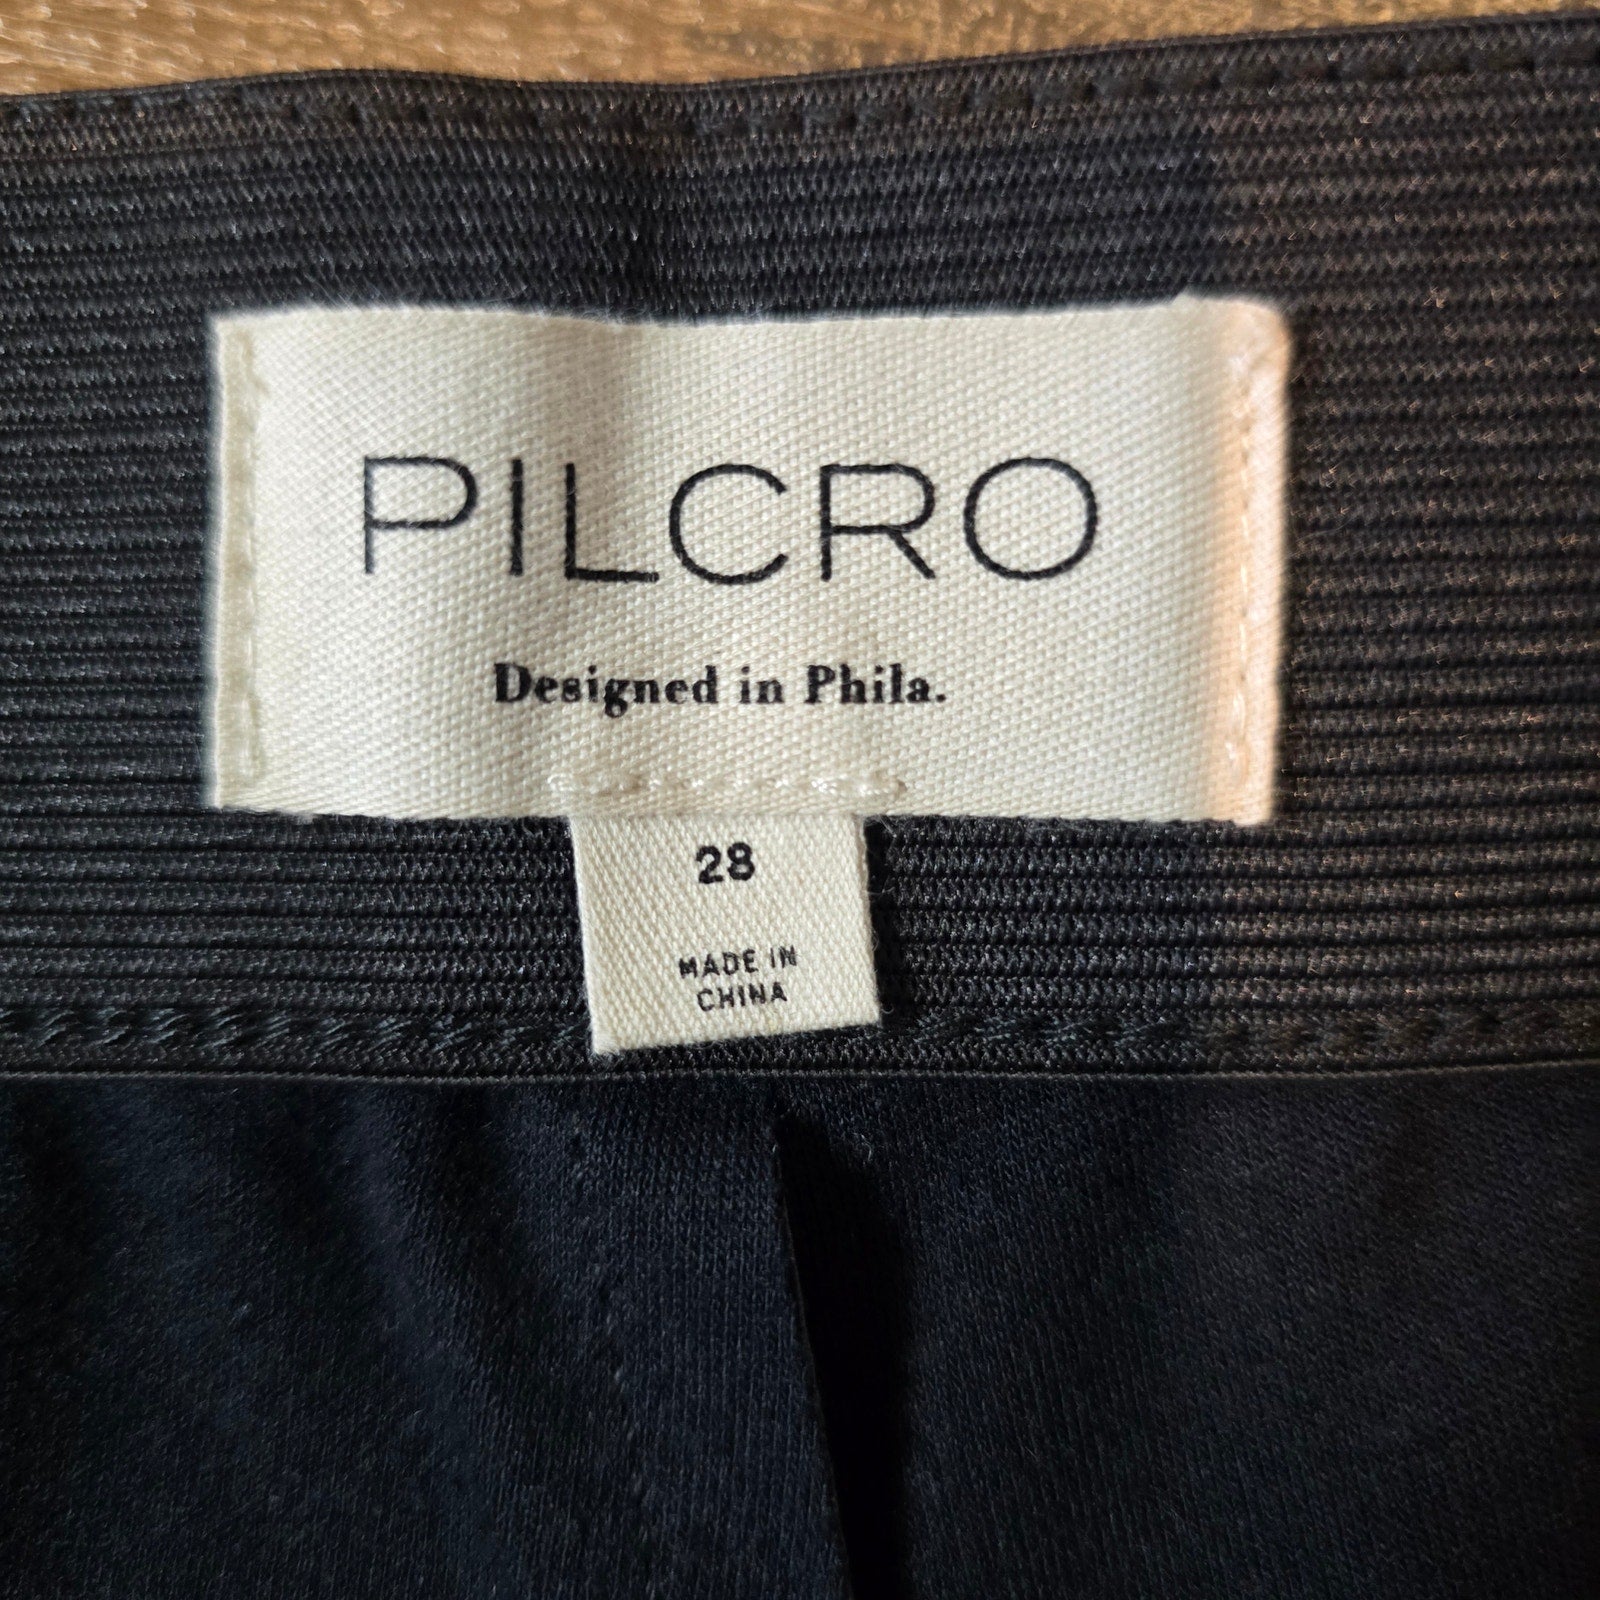 PILCRO
Designed in Phila.
28
MADE IN
CHINA